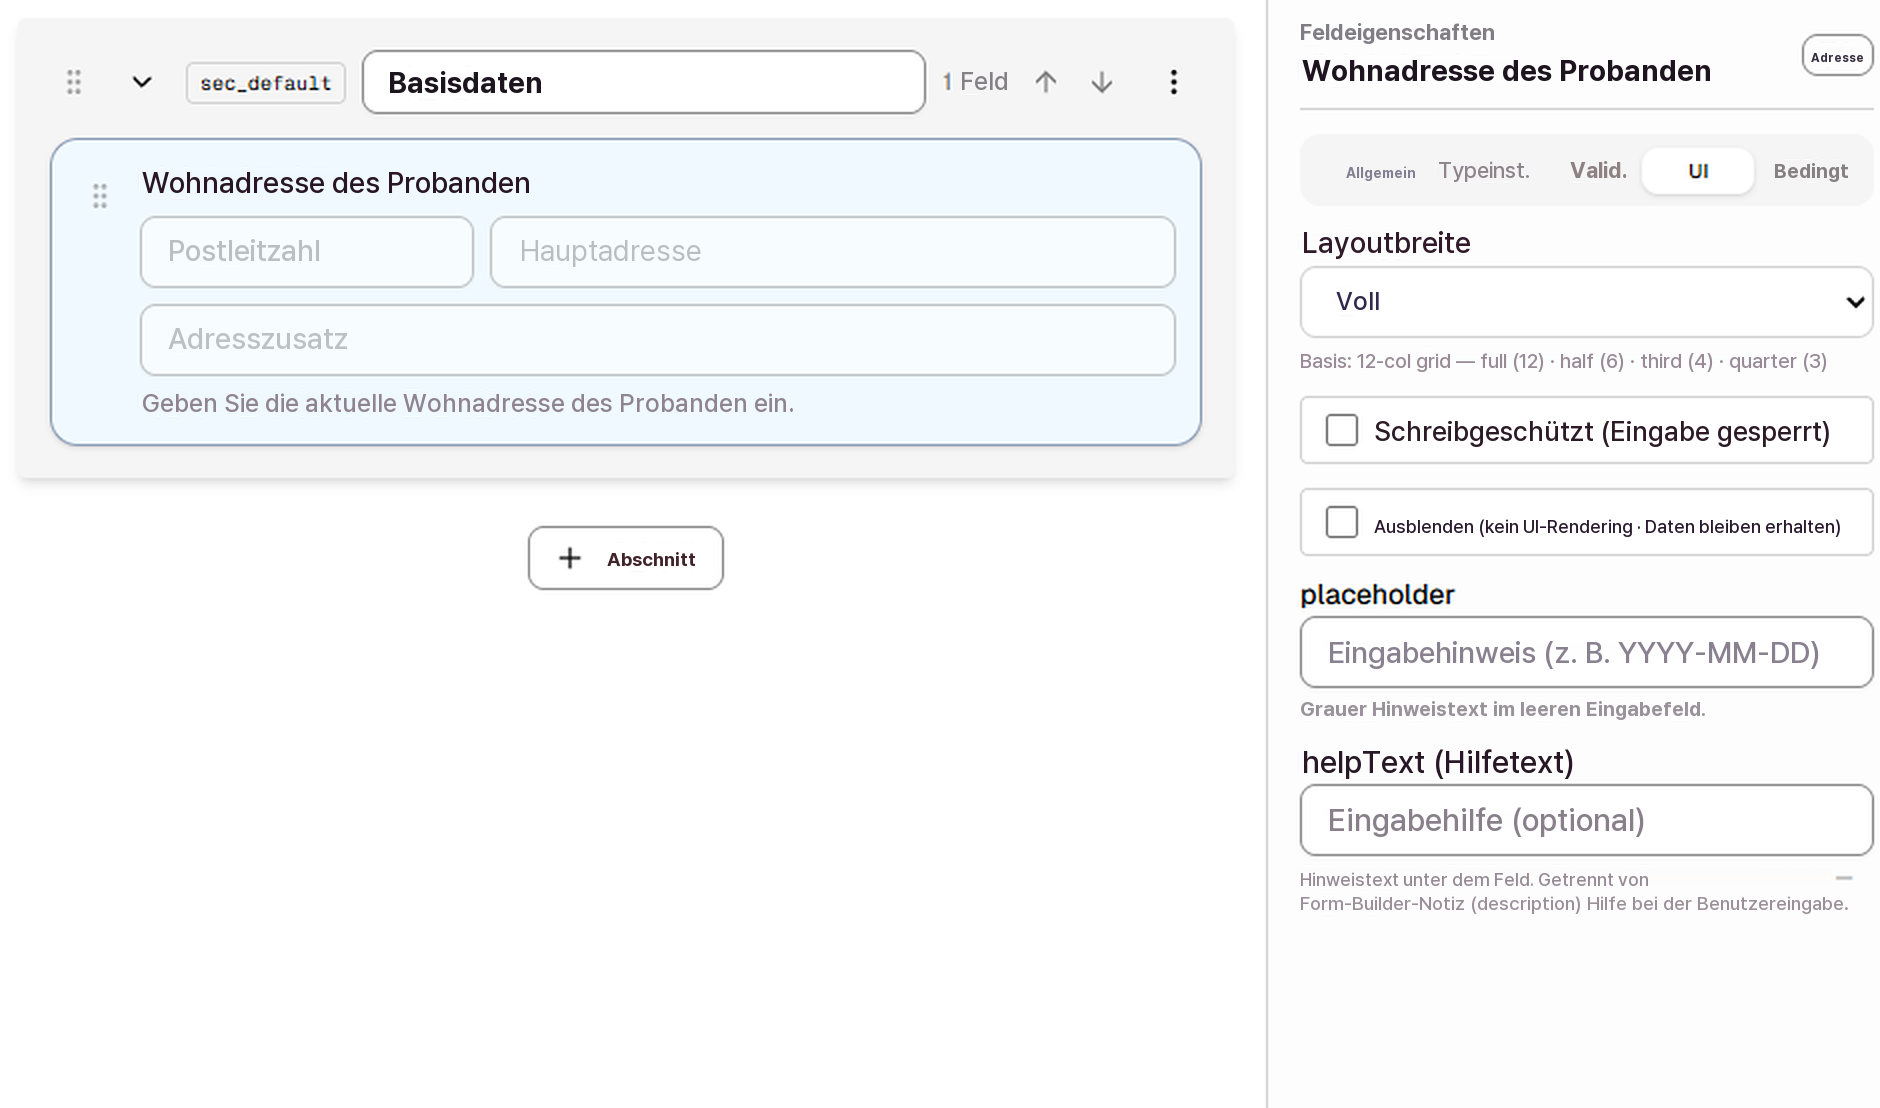 sec_default
Basisdaten
1 Feld
Wohnadresse des Probanden
Postleitzahl
Hauptadresse
Adresszusatz
Geben Sie die aktuelle Wohnadresse des Probanden ein.
+ Abschnitt
Feldeigenschaften
Wohnadresse des Probanden
Adresse
Allgemein
Typeinst.
Valid.
UI
Bedingt
Layoutbreite
Voll
Basis: 12-col grid — full (12) · half (6) · third (4) · quarter (3)
Schreibgeschützt (Eingabe gesperrt)
Ausblenden (kein UI-Rendering · Daten bleiben erhalten)
placeholder
Eingabehinweis (z. B. YYYY-MM-DD)
Grauer Hinweistext im leeren Eingabefeld.
helpText (Hilfetext)
Eingabehilfe (optional)
Hinweistext unter dem Feld. Getrennt von
Form-Builder-Notiz (description) Hilfe bei der Benutzereingabe.